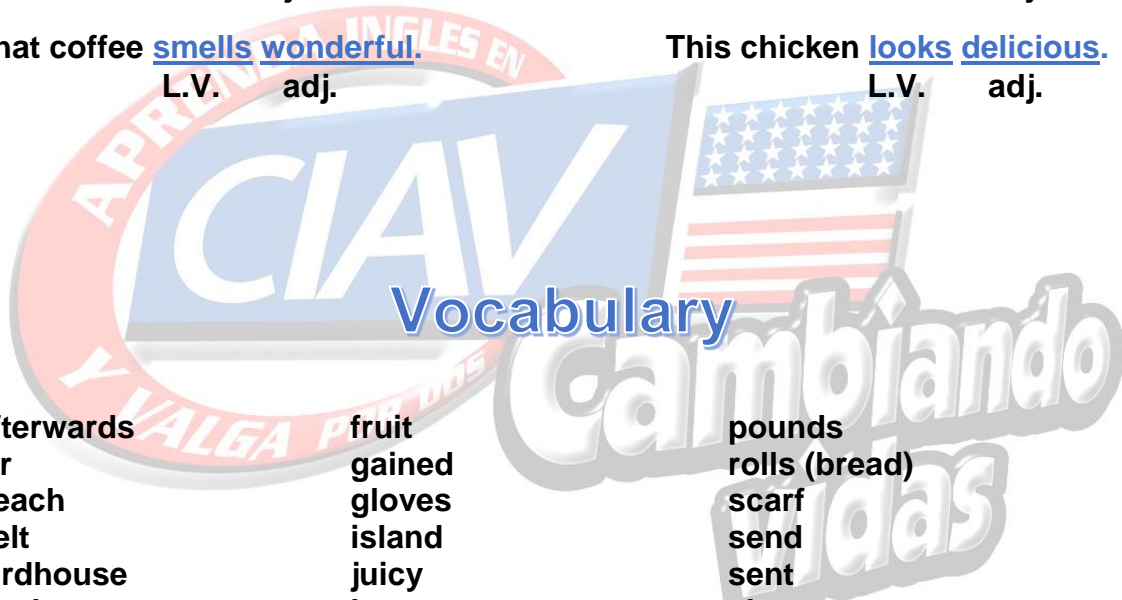 hat coffee smells wonderful.
This chicken looks delicious.
L.V. adj.
L.V. adj.
APRENDA INGLES EN
CIAV
Y VALGA POR DOS
Cambiando
vidas
Vocabulary
fterwards fruit pounds
r gained rolls (bread)
each gloves scarf
elt island send
rdhouse juicy sent